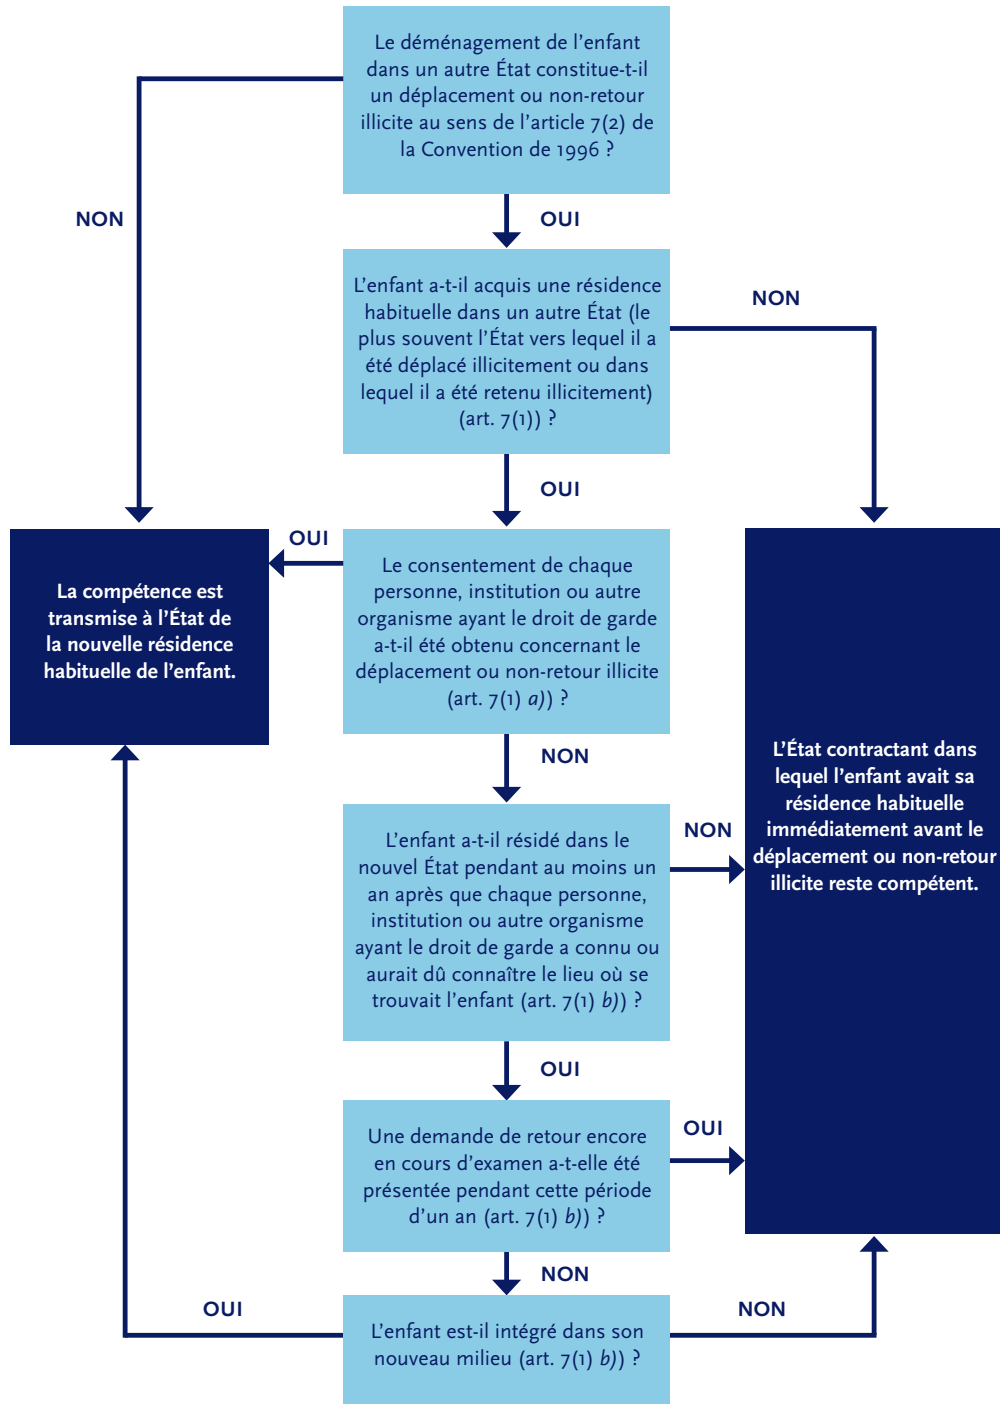 Le déménagement de l’enfant
dans un autre État constitue-t-il
un déplacement ou non-retour
illicite au sens de l’article 7(2) de
la Convention de 1996 ?
NON
OUI
L’enfant a-t-il acquis une résidence
habituelle dans un autre État (le
plus souvent l’État vers lequel il a
été déplacé illicitement ou dans
lequel il a été retenu illicitement)
(art. 7(1)) ?
NON
OUI
OUI
Le consentement de chaque
personne, institution ou autre
organisme ayant le droit de garde
a-t-il été obtenu concernant le
déplacement ou non-retour illicite
(art. 7(1) a)) ?
La compétence est
transmise à l’État de
la nouvelle résidence
habituelle de l’enfant.
NON
L’État contractant dans
lequel l’enfant avait sa
résidence habituelle
immédiatement avant le
déplacement ou non-retour
illicite reste compétent.
L’enfant a-t-il résidé dans le
nouvel État pendant au moins un
an après que chaque personne,
institution ou autre organisme
ayant le droit de garde a connu ou
aurait dû connaître le lieu où se
trouvait l’enfant (art. 7(1) b)) ?
NON
OUI
Une demande de retour encore
en cours d’examen a-t-elle été
présentée pendant cette période
d’un an (art. 7(1) b)) ?
OUI
NON
OUI
L’enfant est-il intégré dans son
nouveau milieu (art. 7(1) b)) ?
NON